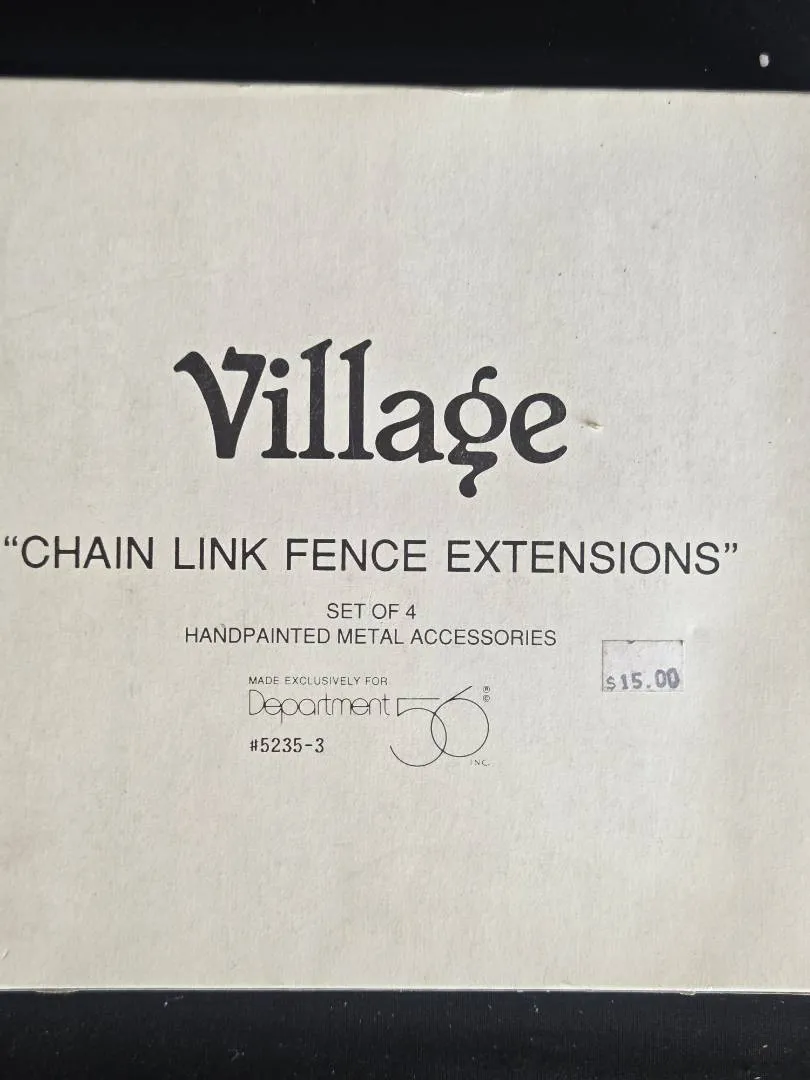 Village
“CHAIN LINK FENCE EXTENSIONS”
SET OF 4
HANDPAINTED METAL ACCESSORIES
$15.00
MADE EXCLUSIVELY FOR
Department 56 ® ©
#5235-3
INC.